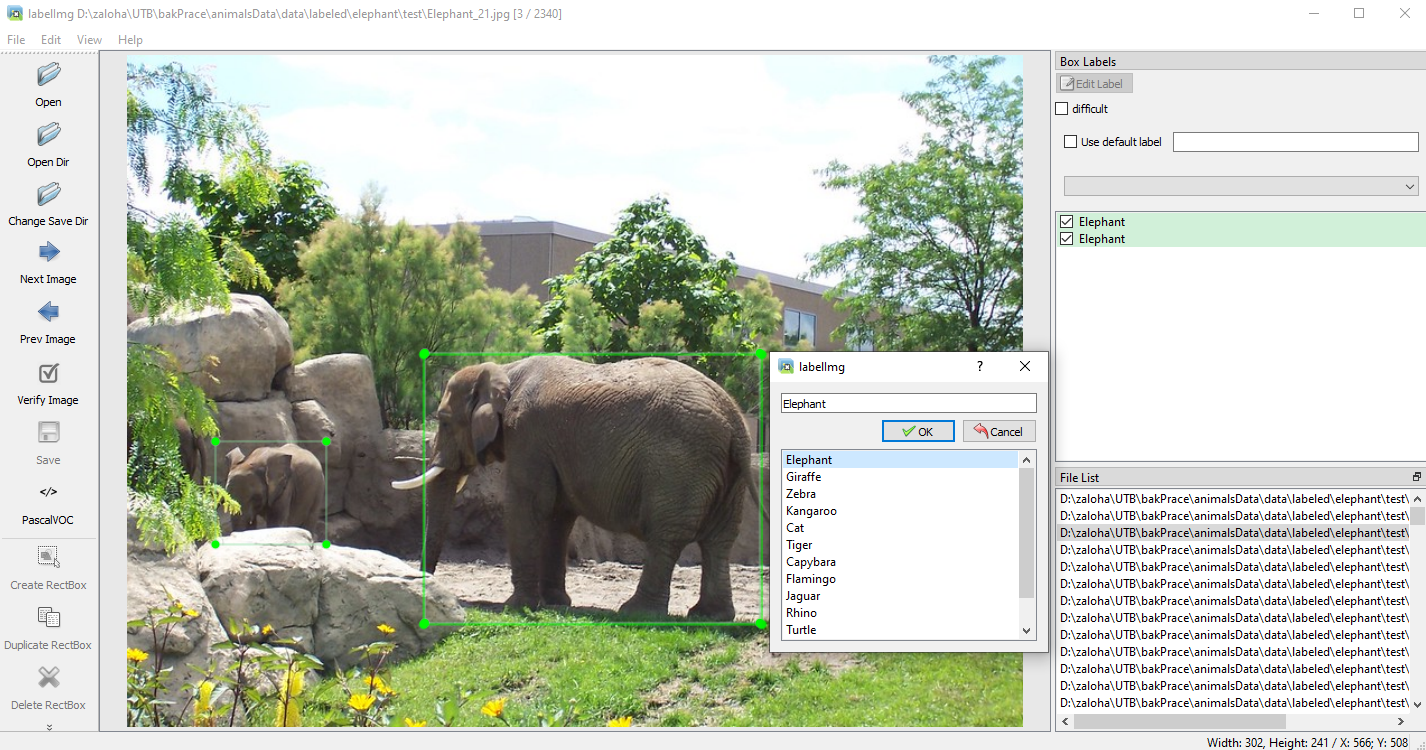 labelImg D:\zaloha\UTB\bakPrace\animalsData\data\labeled\elephant\test\Elephant_21.jpg [3 / 2340]
File Edit View Help
Open
Open Dir
Change Save Dir
Next Image
Prev Image
Verify Image
Save
</>
PascalVOC
Create RectBox
Duplicate RectBox
Delete RectBox
labelImg ?
Elephant
OK Cancel
Elephant
Giraffe
Zebra
Kangaroo
Cat
Tiger
Capybara
Flamingo
Jaguar
Rhino
Turtle
Box Labels
Edit Label
difficult
Use default label
Elephant
Elephant
File List
D:\zaloha\UTB\bakPrace\animalsData\data\labeled\elephant\test\
D:\zaloha\UTB\bakPrace\animalsData\data\labeled\elephant\test\
D:\zaloha\UTB\bakPrace\animalsData\data\labeled\elephant\test\
D:\zaloha\UTB\bakPrace\animalsData\data\labeled\elephant\test\
D:\zaloha\UTB\bakPrace\animalsData\data\labeled\elephant\test\
D:\zaloha\UTB\bakPrace\animalsData\data\labeled\elephant\test\
D:\zaloha\UTB\bakPrace\animalsData\data\labeled\elephant\test\
D:\zaloha\UTB\bakPrace\animalsData\data\labeled\elephant\test\
D:\zaloha\UTB\bakPrace\animalsData\data\labeled\elephant\test\
D:\zaloha\UTB\bakPrace\animalsData\data\labeled\elephant\test\
D:\zaloha\UTB\bakPrace\animalsData\data\labeled\elephant\test\
D:\zaloha\UTB\bakPrace\animalsData\data\labeled\elephant\test\
D:\zaloha\UTB\bakPrace\animalsData\data\labeled\elephant\test\
Width: 302, Height: 241 / X: 566; Y: 508